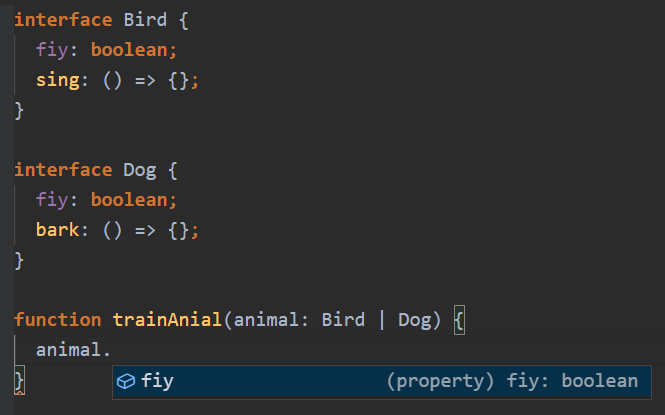 interface Bird {
fiy: boolean;
sing: () => {};
}
interface Dog {
fiy: boolean;
bark: () => {};
}
function trainAnial(animal: Bird | Dog) {
animal.
fiy (property) fiy: boolean
}